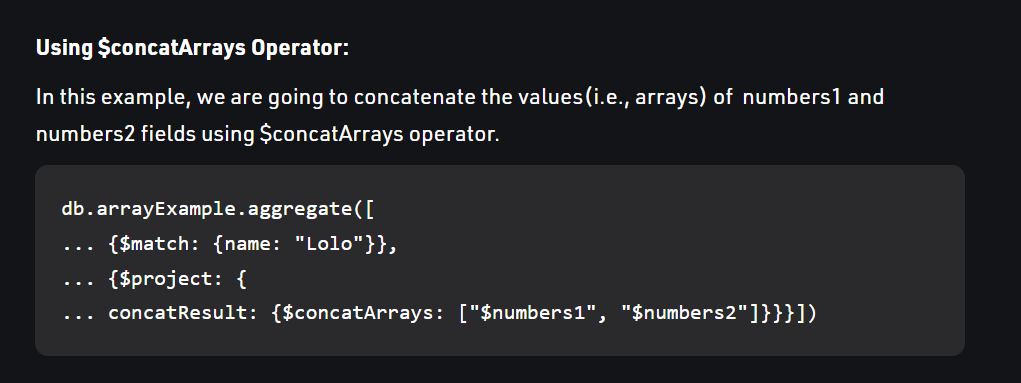 Using $concatArrays Operator:
In this example, we are going to concatenate the values(i.e., arrays) of numbers1 and
numbers2 fields using $concatArrays operator.
db.arrayExample.aggregate([
... {$match: {name: "Lolo"}},
... {$project: {
... concatResult: {$concatArrays: ["$numbers1", "$numbers2"]}}}])